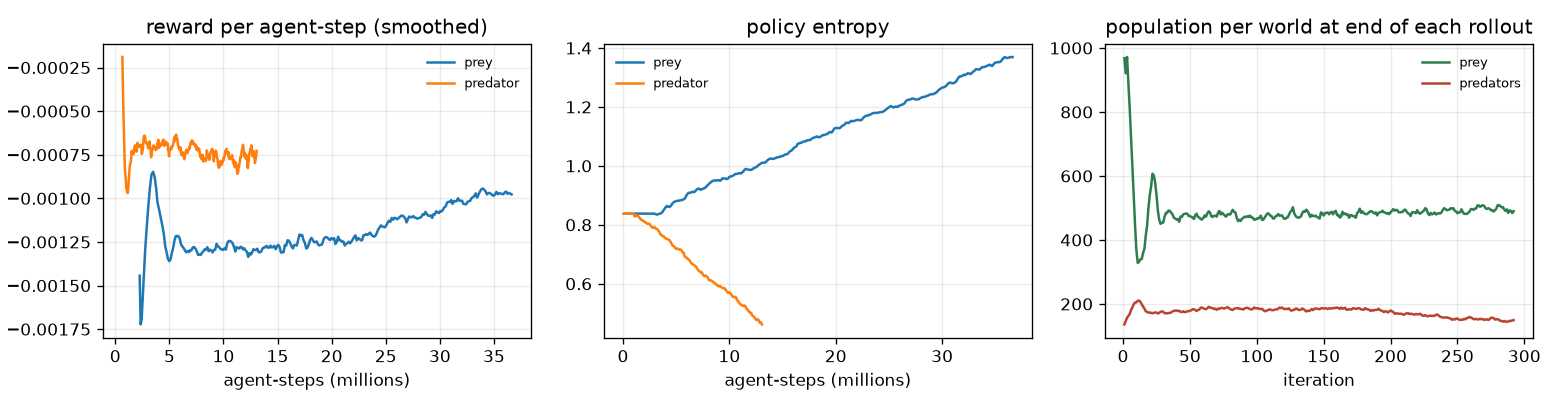 reward per agent-step (smoothed)
prey
predator
−0.00025
−0.00050
−0.00075
−0.00100
−0.00125
−0.00150
−0.00175
0 5 10 15 20 25 30 35
agent-steps (millions)
policy entropy
prey
predator
1.4
1.2
1.0
0.8
0.6
0 10 20 30
agent-steps (millions)
population per world at end of each rollout
prey
predators
1000
800
600
400
200
0 50 100 150 200 250 300
iteration